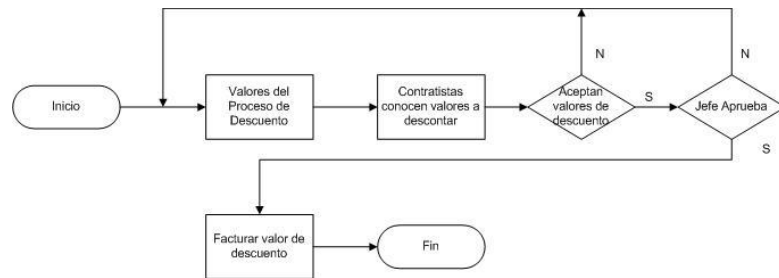 N
N
Inicio
Valores del
Proceso de
Descuento
Contratistas
conocen valores a
descontar
Aceptan
valores de
descuento
S
Jefe Aprueba
S
Facturar valor de
descuento
Fin